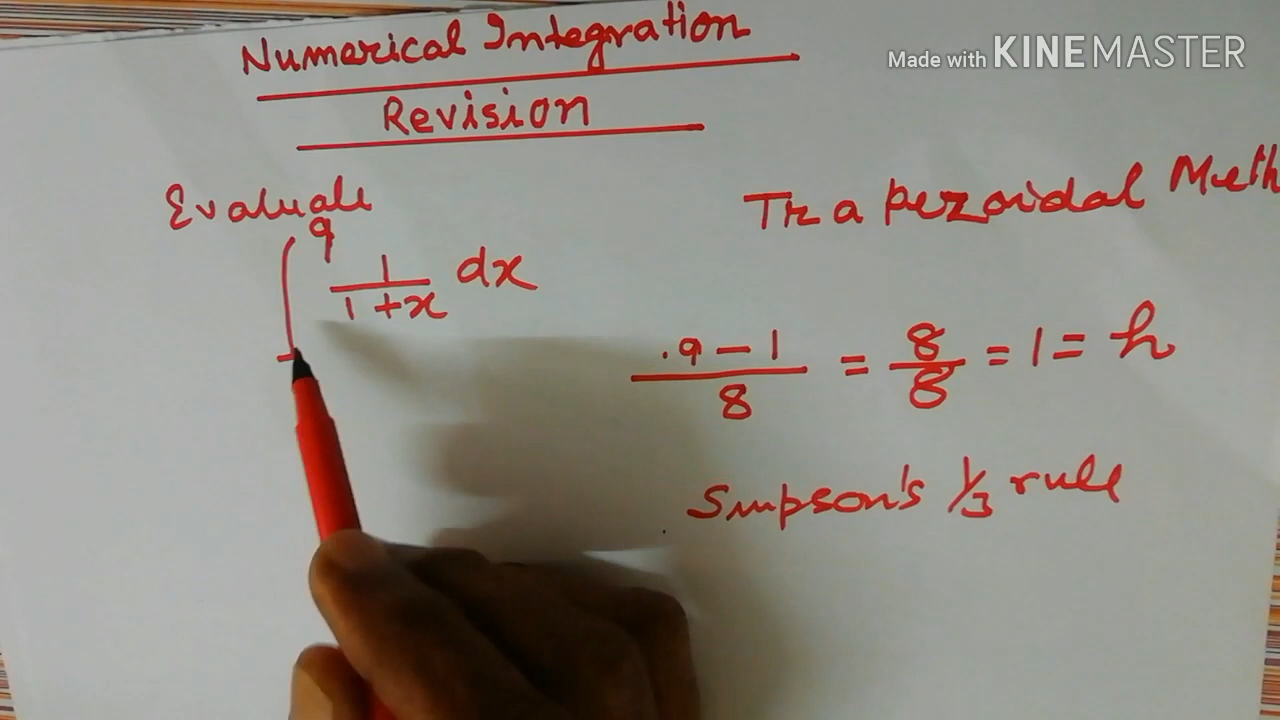 Numerical Integration
Revision
Made with KINEMASTER
Evaluate
∫ 9 1/1+x dx
Trapezoidal Meth
.9-1/8 = 8/8 = 1 = h
Simpson's 1/3 rule